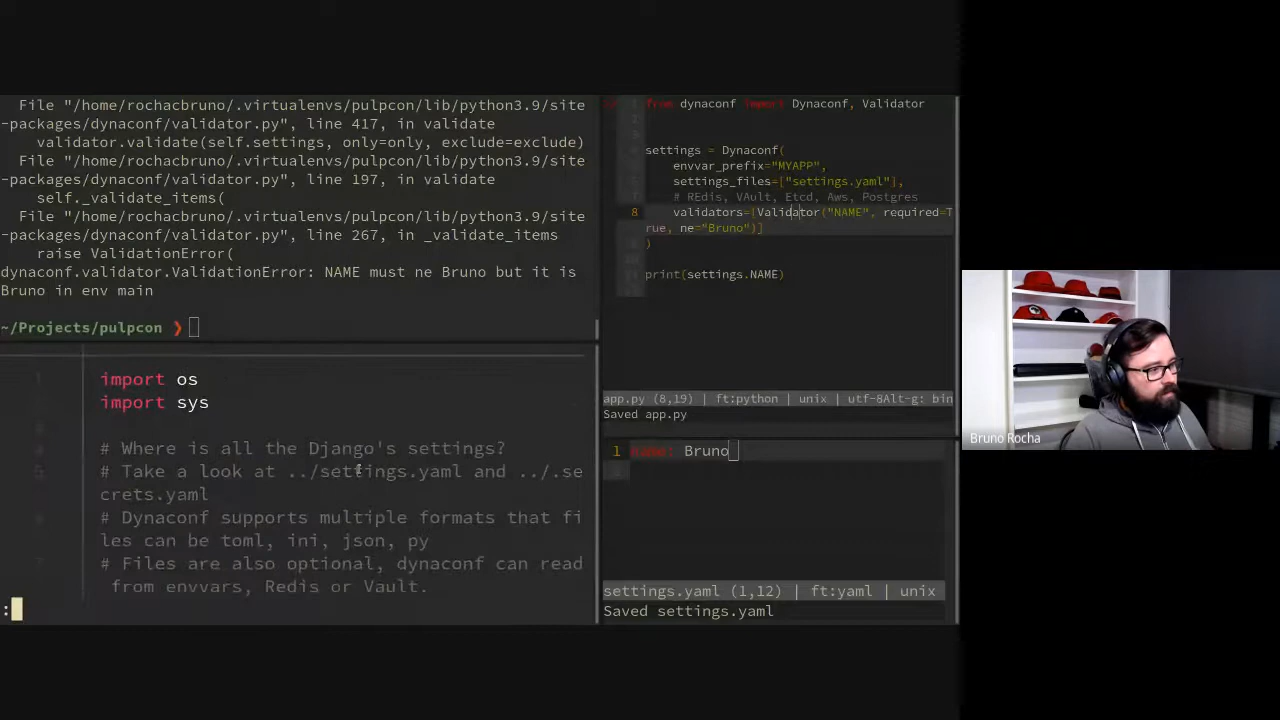 File "/home/rochacbruno/.virtualenvs/pulpcon/lib/python3.9/site
-packages/dynaconf/validator.py", line 417, in validate
validator.validate(self.settings, only=only, exclude=exclude)
File "/home/rochacbruno/.virtualenvs/pulpcon/lib/python3.9/site
-packages/dynaconf/validator.py", line 197, in validate
self._validate_items(
File "/home/rochacbruno/.virtualenvs/pulpcon/lib/python3.9/site
-packages/dynaconf/validator.py", line 267, in _validate_items
raise ValidationError(
dynaconf.validator.ValidationError: NAME must ne Bruno but it is
Bruno in env main
~/Projects/pulpcon ❯
import os
import sys
# Where is all the Django's settings?
# Take a look at ../settings.yaml and ../.se
crets.yaml
# Dynaconf supports multiple formats that fi
les can be toml, ini, json, py
# Files are also optional, dynaconf can read
from envvars, Redis or Vault.
:
from dynaconf import Dynaconf, Validator
settings = Dynaconf(
envvar_prefix="MYAPP",
settings_files=["settings.yaml"],
# REdis, VAult, Etcd, Aws, Postgres
8 validators=[Validator("NAME", required=T
rue, ne="Bruno")]
)
print(settings.NAME)
app.py (8,19) | ft:python | unix | utf-8Alt-g: bin
Saved app.py
1 name: Bruno
settings.yaml (1,12) | ft:yaml | unix
Saved settings.yaml
Bruno Rocha